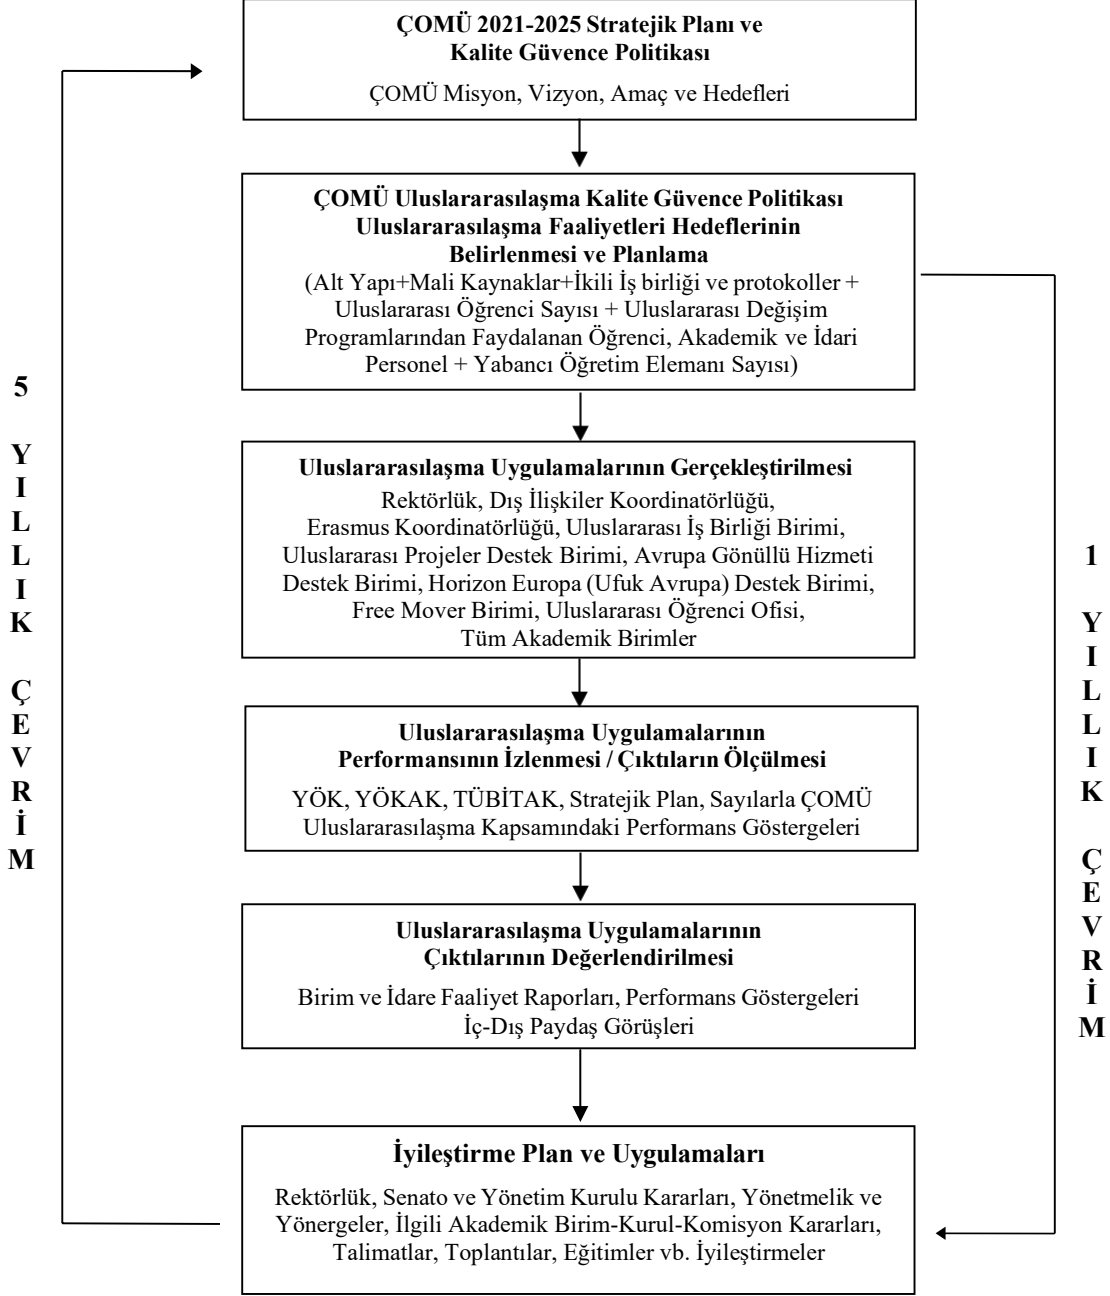 ÇOMÜ 2021-2025 Stratejik Planı ve
Kalite Güvence Politikası
ÇOMÜ Misyon, Vizyon, Amaç ve Hedefleri
ÇOMÜ Uluslararasılaşma Kalite Güvence Politikası
Uluslararasılaşma Faaliyetleri Hedeflerinin
Belirlenmesi ve Planlama
(Alt Yapı+Mali Kaynaklar+İkili İş birliği ve protokoller +
Uluslararası Öğrenci Sayısı + Uluslararası Değişim
Programlarından Faydalanan Öğrenci, Akademik ve İdari
Personel + Yabancı Öğretim Elemanı Sayısı)
Uluslararasılaşma Uygulamalarının Gerçekleştirilmesi
Rektörlük, Dış İlişkiler Koordinatörlüğü,
Erasmus Koordinatörlüğü, Uluslararası İş Birliği Birimi,
Uluslararası Projeler Destek Birimi, Avrupa Gönüllü Hizmeti
Destek Birimi, Horizon Europa (Ufuk Avrupa) Destek Birimi,
Free Mover Birimi, Uluslararası Öğrenci Ofisi,
Tüm Akademik Birimler
Uluslararasılaşma Uygulamalarının
Performansının İzlenmesi / Çıktıların Ölçülmesi
YÖK, YÖKAK, TÜBİTAK, Stratejik Plan, Sayılarla ÇOMÜ
Uluslararasılaşma Kapsamındaki Performans Göstergeleri
Uluslararasılaşma Uygulamalarının
Çıktılarının Değerlendirilmesi
Birim ve İdare Faaliyet Raporları, Performans Göstergeleri
İç-Dış Paydaş Görüşleri
İyileştirme Plan ve Uygulamaları
Rektörlük, Senato ve Yönetim Kurulu Kararları, Yönetmelik ve
Yönergeler, İlgili Akademik Birim-Kurul-Komisyon Kararları,
Talimatlar, Toplantılar, Eğitimler vb. İyileştirmeler
5 YILLIK ÇEVRİM
1 YILLIK ÇEVRİM